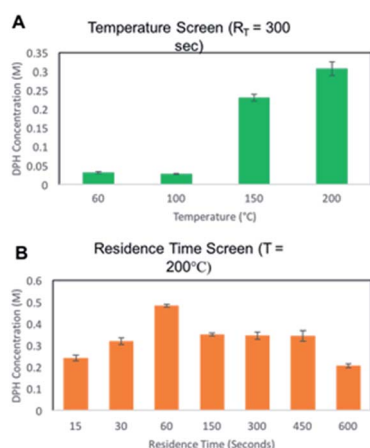 A
Temperature Screen (R_T = 300
sec)
DPH Concentration (M)
0.35
0.3
0.25
0.2
0.15
0.1
0.05
0
60 100 150 200
Temperature (°C)
B
Residence Time Screen (T =
200℃)
DPH Concentration (M)
0.6
0.5
0.4
0.3
0.2
0.1
0
15 30 60 150 300 450 600
Residence Time (Seconds)